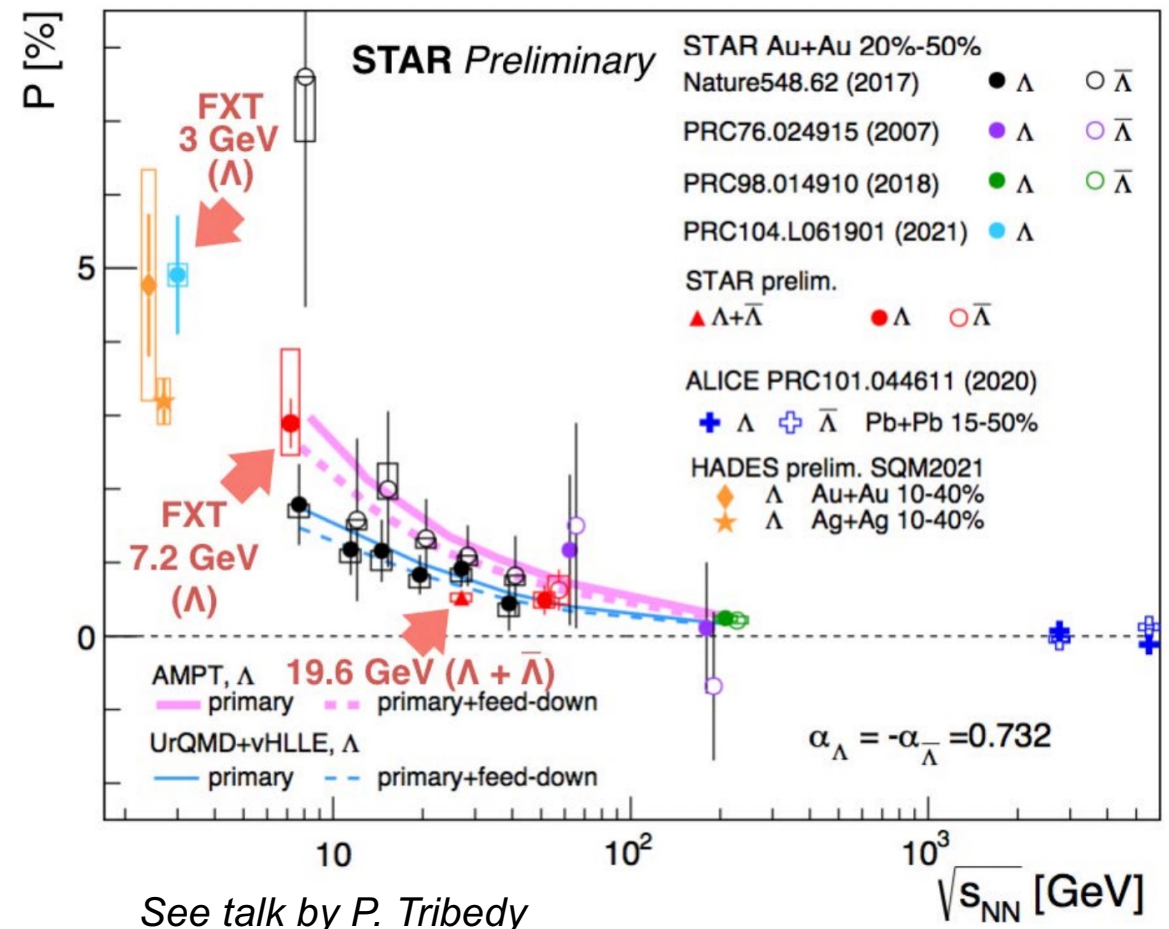 P [%]
STAR Preliminary
FXT
3 GeV
(Λ)
STAR Au+Au 20%-50%
Nature548.62 (2017) Λ Λ̅
PRC76.024915 (2007) Λ Λ̅
PRC98.014910 (2018) Λ Λ̅
PRC104.L061901 (2021) Λ
STAR prelim.
Λ+Λ̅ Λ Λ̅
ALICE PRC101.044611 (2020)
Λ Λ̅ Pb+Pb 15-50%
HADES prelim. SQM2021
Λ Au+Au 10-40%
Λ Ag+Ag 10-40%
5
FXT
7.2 GeV
(Λ)
0
19.6 GeV (Λ + Λ̅)
AMPT, Λ
primary primary+feed-down
UrQMD+vHLLE, Λ
primary primary+feed-down
α_Λ = -α_Λ̅ =0.732
10 10² 10³
√s_NN [GeV]
See talk by P. Tribedy